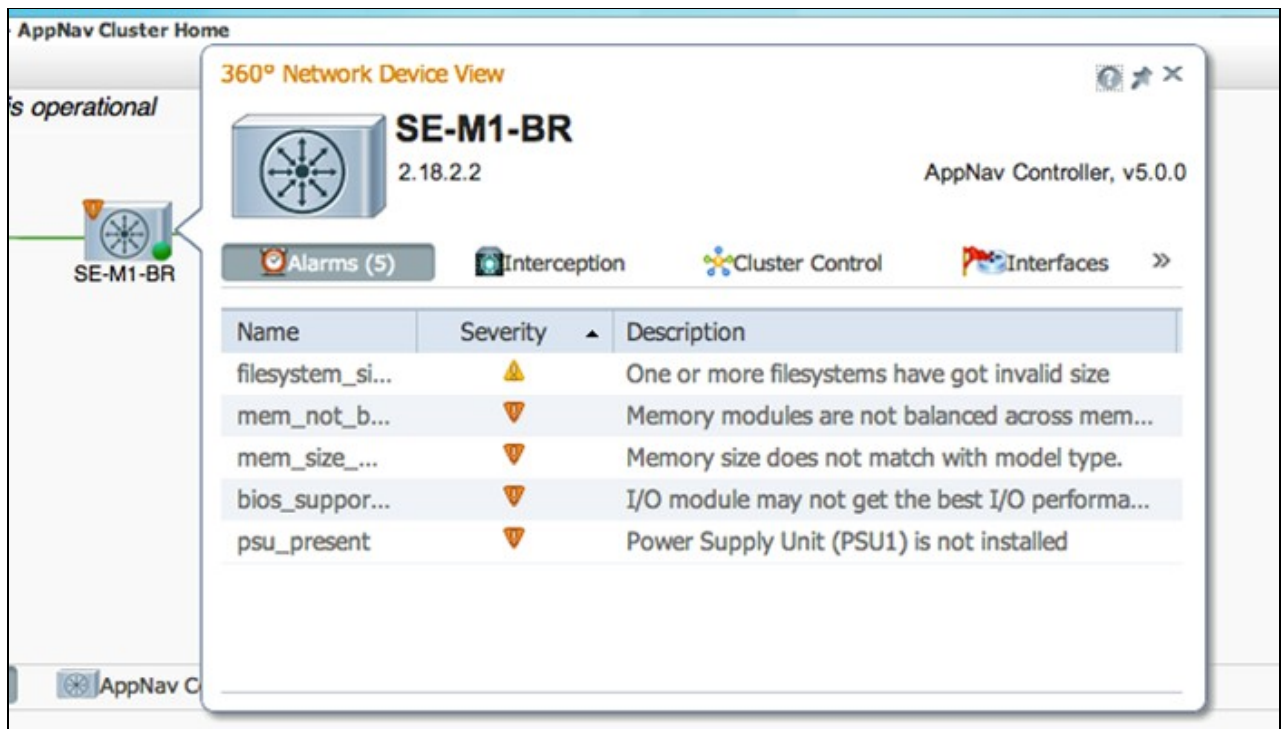 AppNav Cluster Home
360° Network Device View
is operational
SE-M1-BR
2.18.2.2
AppNav Controller, v5.0.0
SE-M1-BR
Alarms (5) Interception Cluster Control Interfaces »
Name Severity Description
filesystem_si... One or more filesystems have got invalid size
mem_not_b... Memory modules are not balanced across mem...
mem_size_... Memory size does not match with model type.
bios_suppor... I/O module may not get the best I/O performa...
psu_present Power Supply Unit (PSU1) is not installed
AppNav C